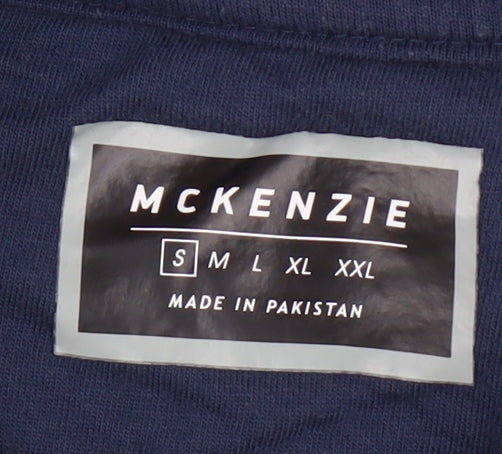 McKENZIE
S M L XL XXL
MADE IN PAKISTAN